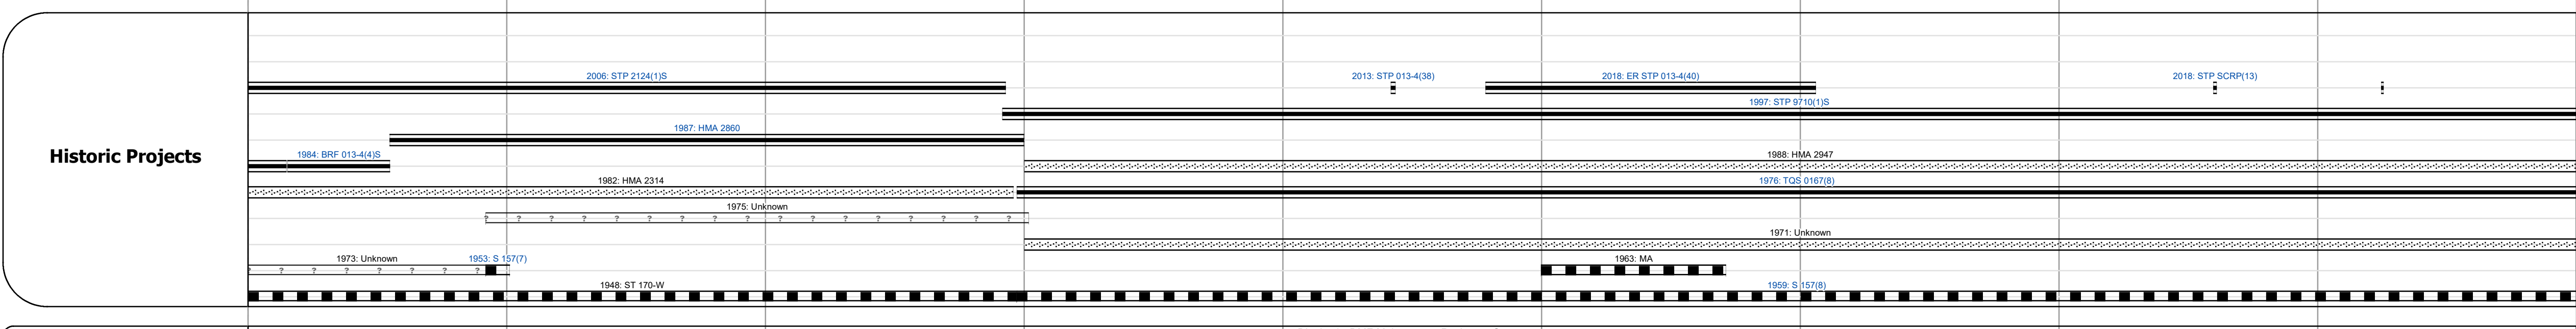 Historic Projects
2006: STP 2124(1)S
2013: STP 013-4(38)
2018: ER STP 013-4(40)
2018: STP SCRP(13)
1997: STP 9710(1)S
1987: HMA 2860
1984: BRF 013-4(4)S
1988: HMA 2947
1982: HMA 2314
1976: TQS 0167(8)
1975: Unknown
? ? ? ? ? ? ? ? ? ? ? ? ? ? ? ? ?
1971: Unknown
1973: Unknown
1953: S 157(7)
1963: MA
? ? ? ? ? ? ? ?
1948: ST 170-W
1959: S 157(8)